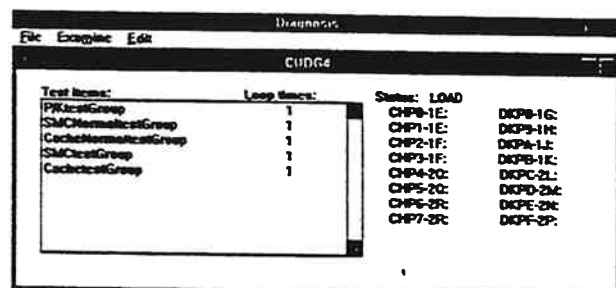 Diagnosis
File Examine Edit
CUDG4
Test items: Loop times: Status: LOAD
PKtestGroup 1 CHP0-1E: DKP8-1G:
SMCNormaltestGroup 1 CHP1-1E: DKP9-1H:
CacheNormaltestGroup 1 CHP2-1F: DKPA-1J:
SMCtestGroup 1 CHP3-1F: DKPB-1K:
CachetestGroup 1 CHP4-2Q: DKPC-2L:
CHP5-2Q: DKPD-2M:
CHP6-2R: DKPE-2N:
CHP7-2R: DKPF-2P: